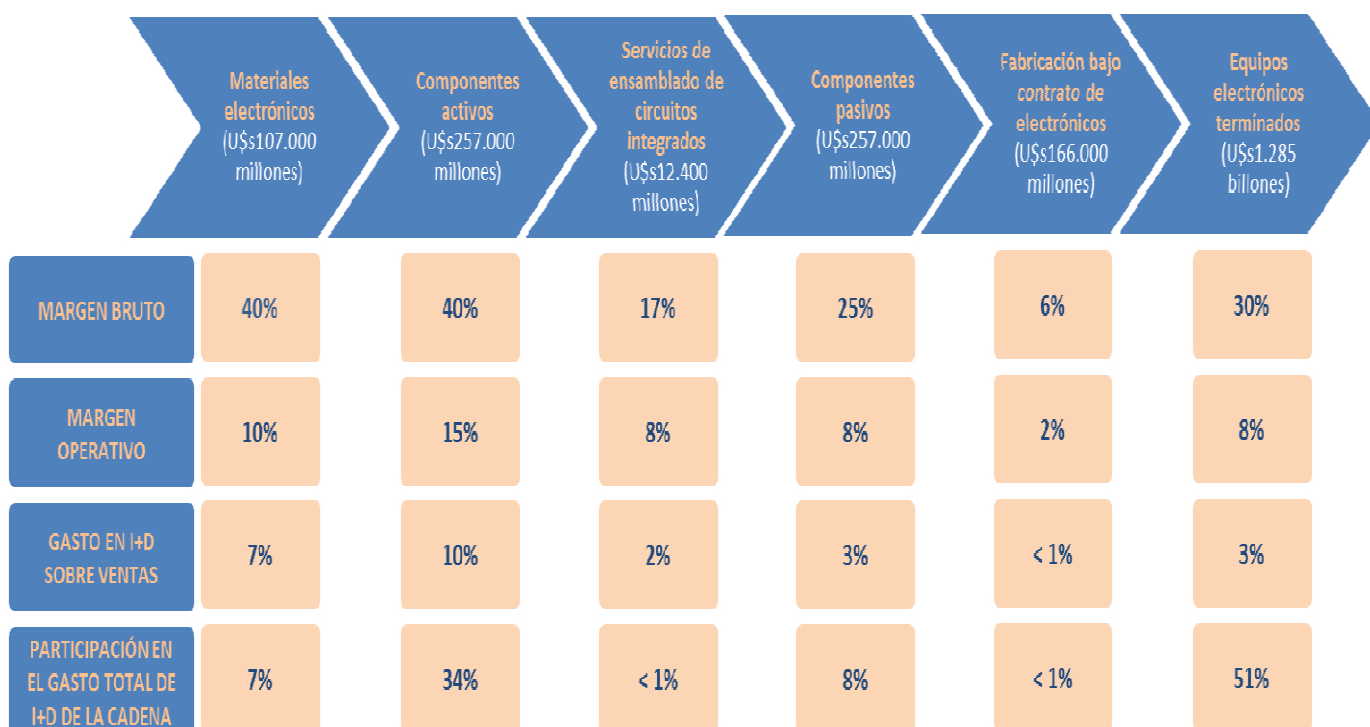 Materiales
electrónicos
(U$s107.000
millones)
Componentes
activos
(U$s257.000
millones)
Servicios de
ensamblado de
circuitos
integrados
(U$s12.400
millones)
Componentes
pasivos
(U$s257.000
millones)
Fabricación bajo
contrato de
electrónicos
(U$s166.000
millones)
Equipos
electrónicos
terminados
(U$s1.285
billones)
MARGEN BRUTO
40%
40%
17%
25%
6%
30%
MARGEN
OPERATIVO
10%
15%
8%
8%
2%
8%
GASTO EN I+D
SOBRE VENTAS
7%
10%
2%
3%
< 1%
3%
PARTICIPACIÓN EN
EL GASTO TOTAL DE
I+D DE LA CADENA
7%
34%
< 1%
8%
< 1%
51%